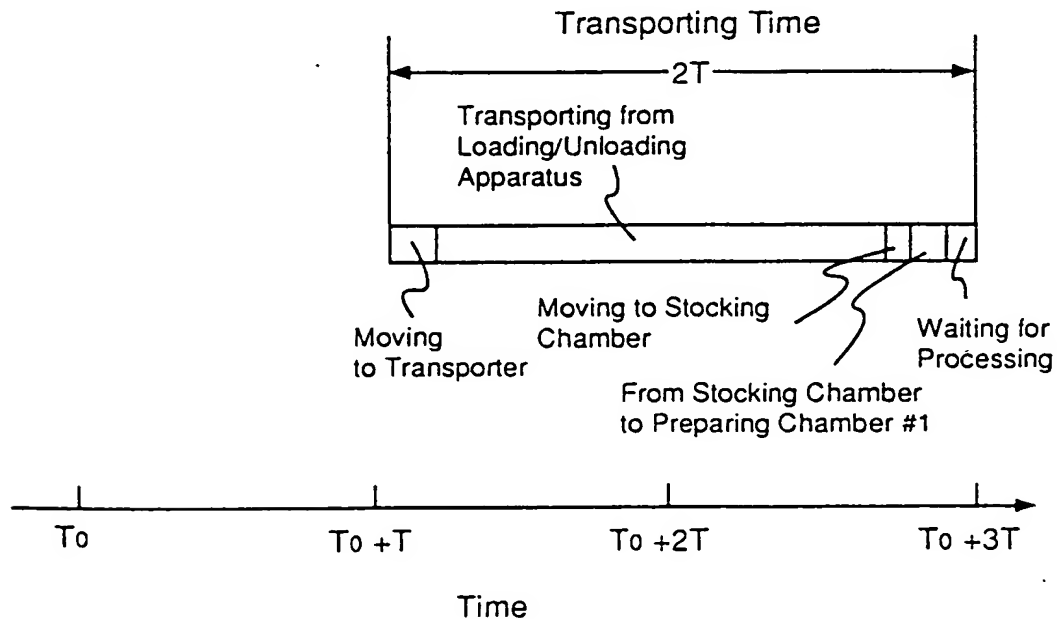 Transporting Time
2T
Transporting from
Loading/Unloading
Apparatus
Moving
to Transporter
Moving to Stocking
Chamber
From Stocking Chamber
to Preparing Chamber #1
Waiting for
Processing
To
To +T
To +2T
To +3T
Time